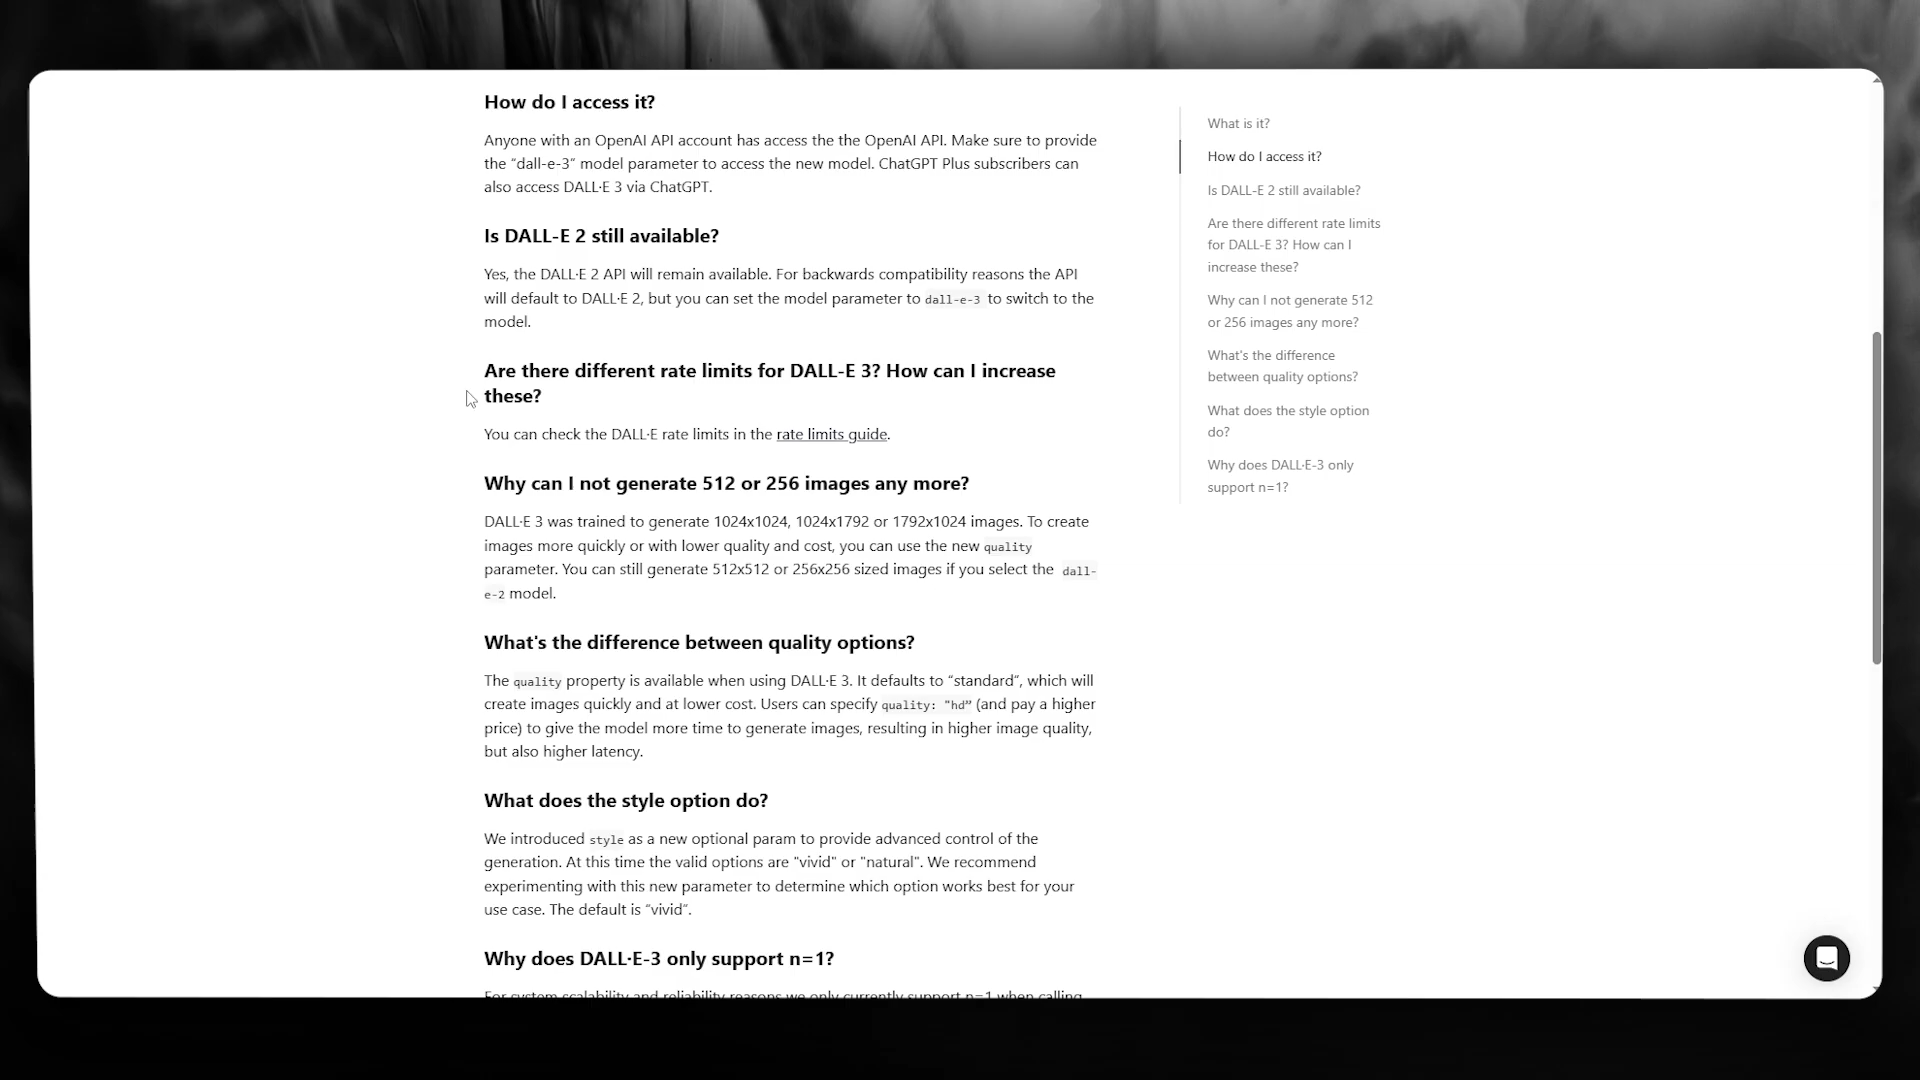 How do I access it?
Anyone with an OpenAI API account has access the the OpenAI API. Make sure to provide
the “dall-e-3” model parameter to access the new model. ChatGPT Plus subscribers can
also access DALL·E 3 via ChatGPT.
Is DALL-E 2 still available?
Yes, the DALL·E 2 API will remain available. For backwards compatibility reasons the API
will default to DALL·E 2, but you can set the model parameter to dall-e-3 to switch to the
model.
Are there different rate limits for DALL-E 3? How can I increase
these?
You can check the DALL·E rate limits in the rate limits guide.
Why can I not generate 512 or 256 images any more?
DALL·E 3 was trained to generate 1024x1024, 1024x1792 or 1792x1024 images. To create
images more quickly or with lower quality and cost, you can use the new quality
parameter. You can still generate 512x512 or 256x256 sized images if you select the dall-
e-2 model.
What's the difference between quality options?
The quality property is available when using DALL·E 3. It defaults to “standard”, which will
create images quickly and at lower cost. Users can specify quality: "hd” (and pay a higher
price) to give the model more time to generate images, resulting in higher image quality,
but also higher latency.
What does the style option do?
We introduced style as a new optional param to provide advanced control of the
generation. At this time the valid options are "vivid" or "natural". We recommend
experimenting with this new parameter to determine which option works best for your
use case. The default is “vivid”.
Why does DALL·E-3 only support n=1?
For system scalability and reliability reasons we only currently support n=1 when calling
What is it?
How do I access it?
Is DALL-E 2 still available?
Are there different rate limits
for DALL-E 3? How can I
increase these?
Why can I not generate 512
or 256 images any more?
What's the difference
between quality options?
What does the style option
do?
Why does DALL·E-3 only
support n=1?